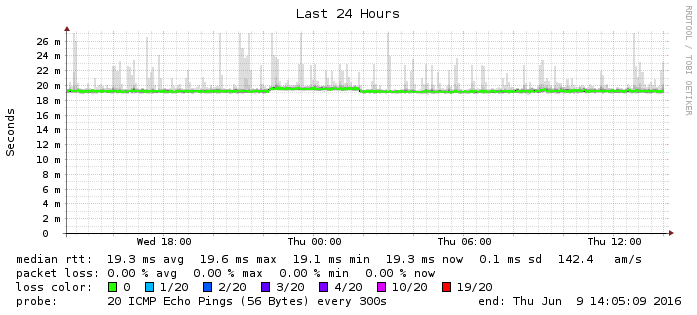 Last 24 Hours
RRDTOOL / TOBI OETIKER
Seconds
26 m
24 m
22 m
20 m
18 m
16 m
14 m
12 m
10 m
8 m
6 m
4 m
2 m
0
Wed 18:00 Thu 00:00 Thu 06:00 Thu 12:00
median rtt: 19.3 ms avg 19.6 ms max 19.1 ms min 19.3 ms now 0.1 ms sd 142.4 am/s
packet loss: 0.00 % avg 0.00 % max 0.00 % min 0.00 % now
loss color: 0 1/20 2/20 3/20 4/20 10/20 19/20
probe: 20 ICMP Echo Pings (56 Bytes) every 300s end: Thu Jun 9 14:05:09 2016